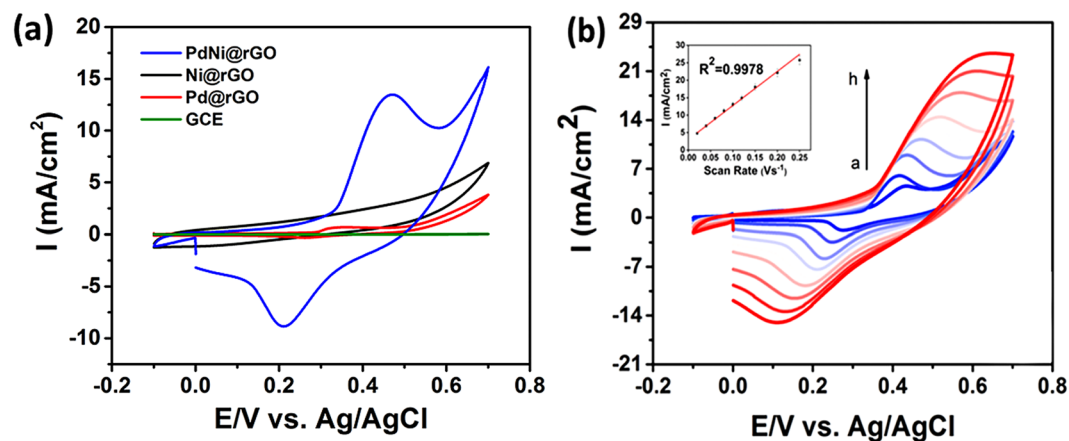 (a)
20
15
10
5
0
-5
-10
I (mA/cm2)
PdNi@rGO
Ni@rGO
Pd@rGO
GCE
-0.2 0.0 0.2 0.4 0.6 0.8
E/V vs. Ag/AgCl
(b)
29
21
14
7
0
-7
-14
-21
I (mA/cm2)
30
25
20
15
10
5
0
I (mA/cm2)
R2=0.9978
0.00 0.05 0.10 0.15 0.20 0.25
Scan Rate (Vs-1)
h
a
-0.2 0.0 0.2 0.4 0.6 0.8
E/V vs. Ag/AgCl